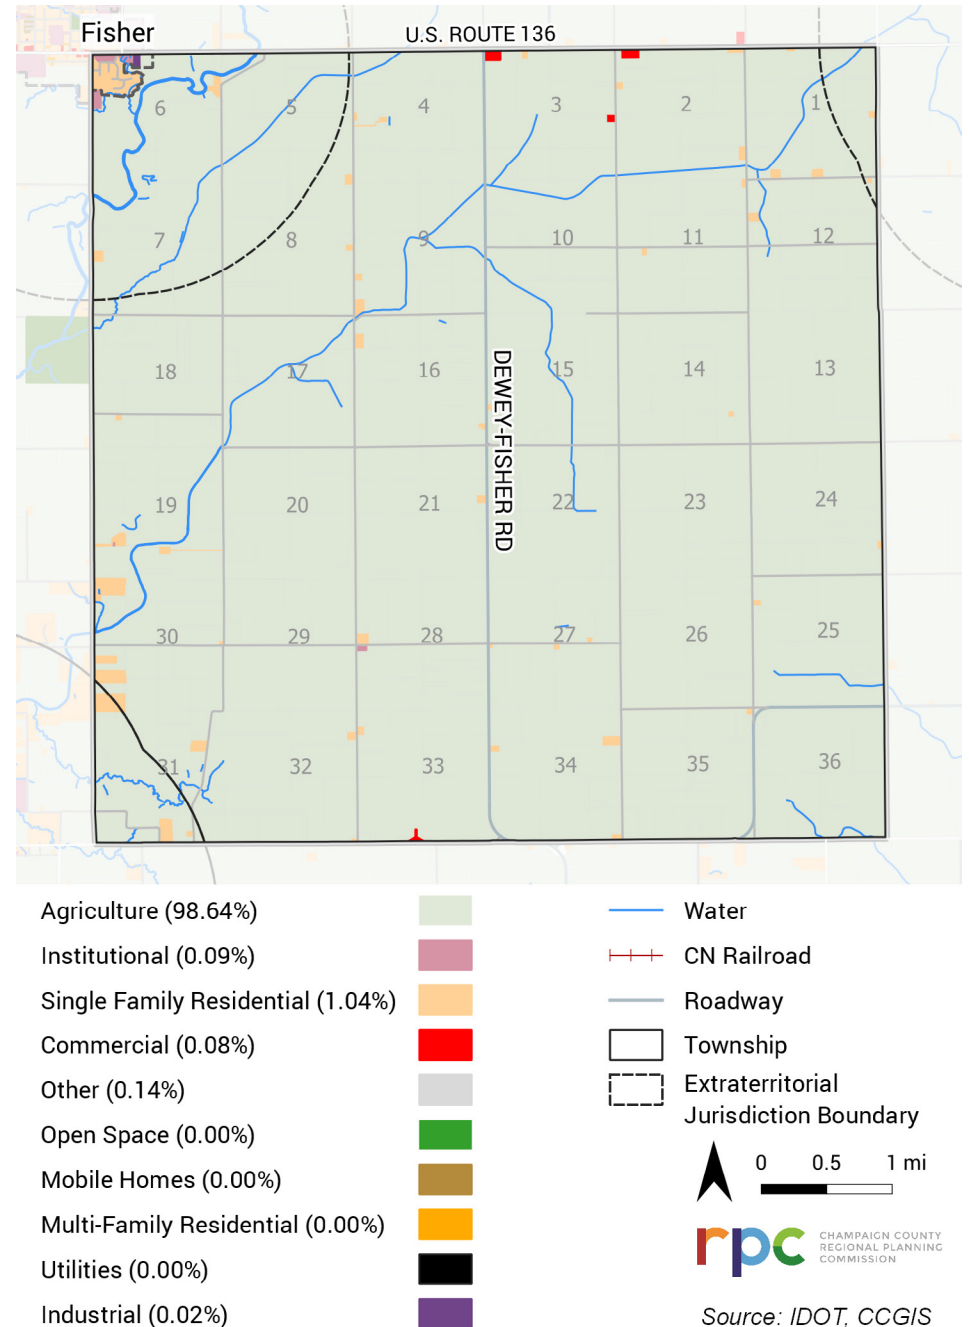 Fisher
U.S. ROUTE 136
6
5
4
3
2
1
7
8
9
10
11
12
18
17
16
15
14
13
DEWEY-FISHER RD
19
20
21
22
23
24
30
29
28
27
26
25
31
32
33
34
35
36
Agriculture (98.64%)
Institutional (0.09%)
Single Family Residential (1.04%)
Commercial (0.08%)
Other (0.14%)
Open Space (0.00%)
Mobile Homes (0.00%)
Multi-Family Residential (0.00%)
Utilities (0.00%)
Industrial (0.02%)
Water
CN Railroad
Roadway
Township
Extraterritorial
Jurisdiction Boundary
0 0.5 1 mi
rpc
CHAMPAIGN COUNTY
REGIONAL PLANNING
COMMISSION
Source: IDOT, CCGIS